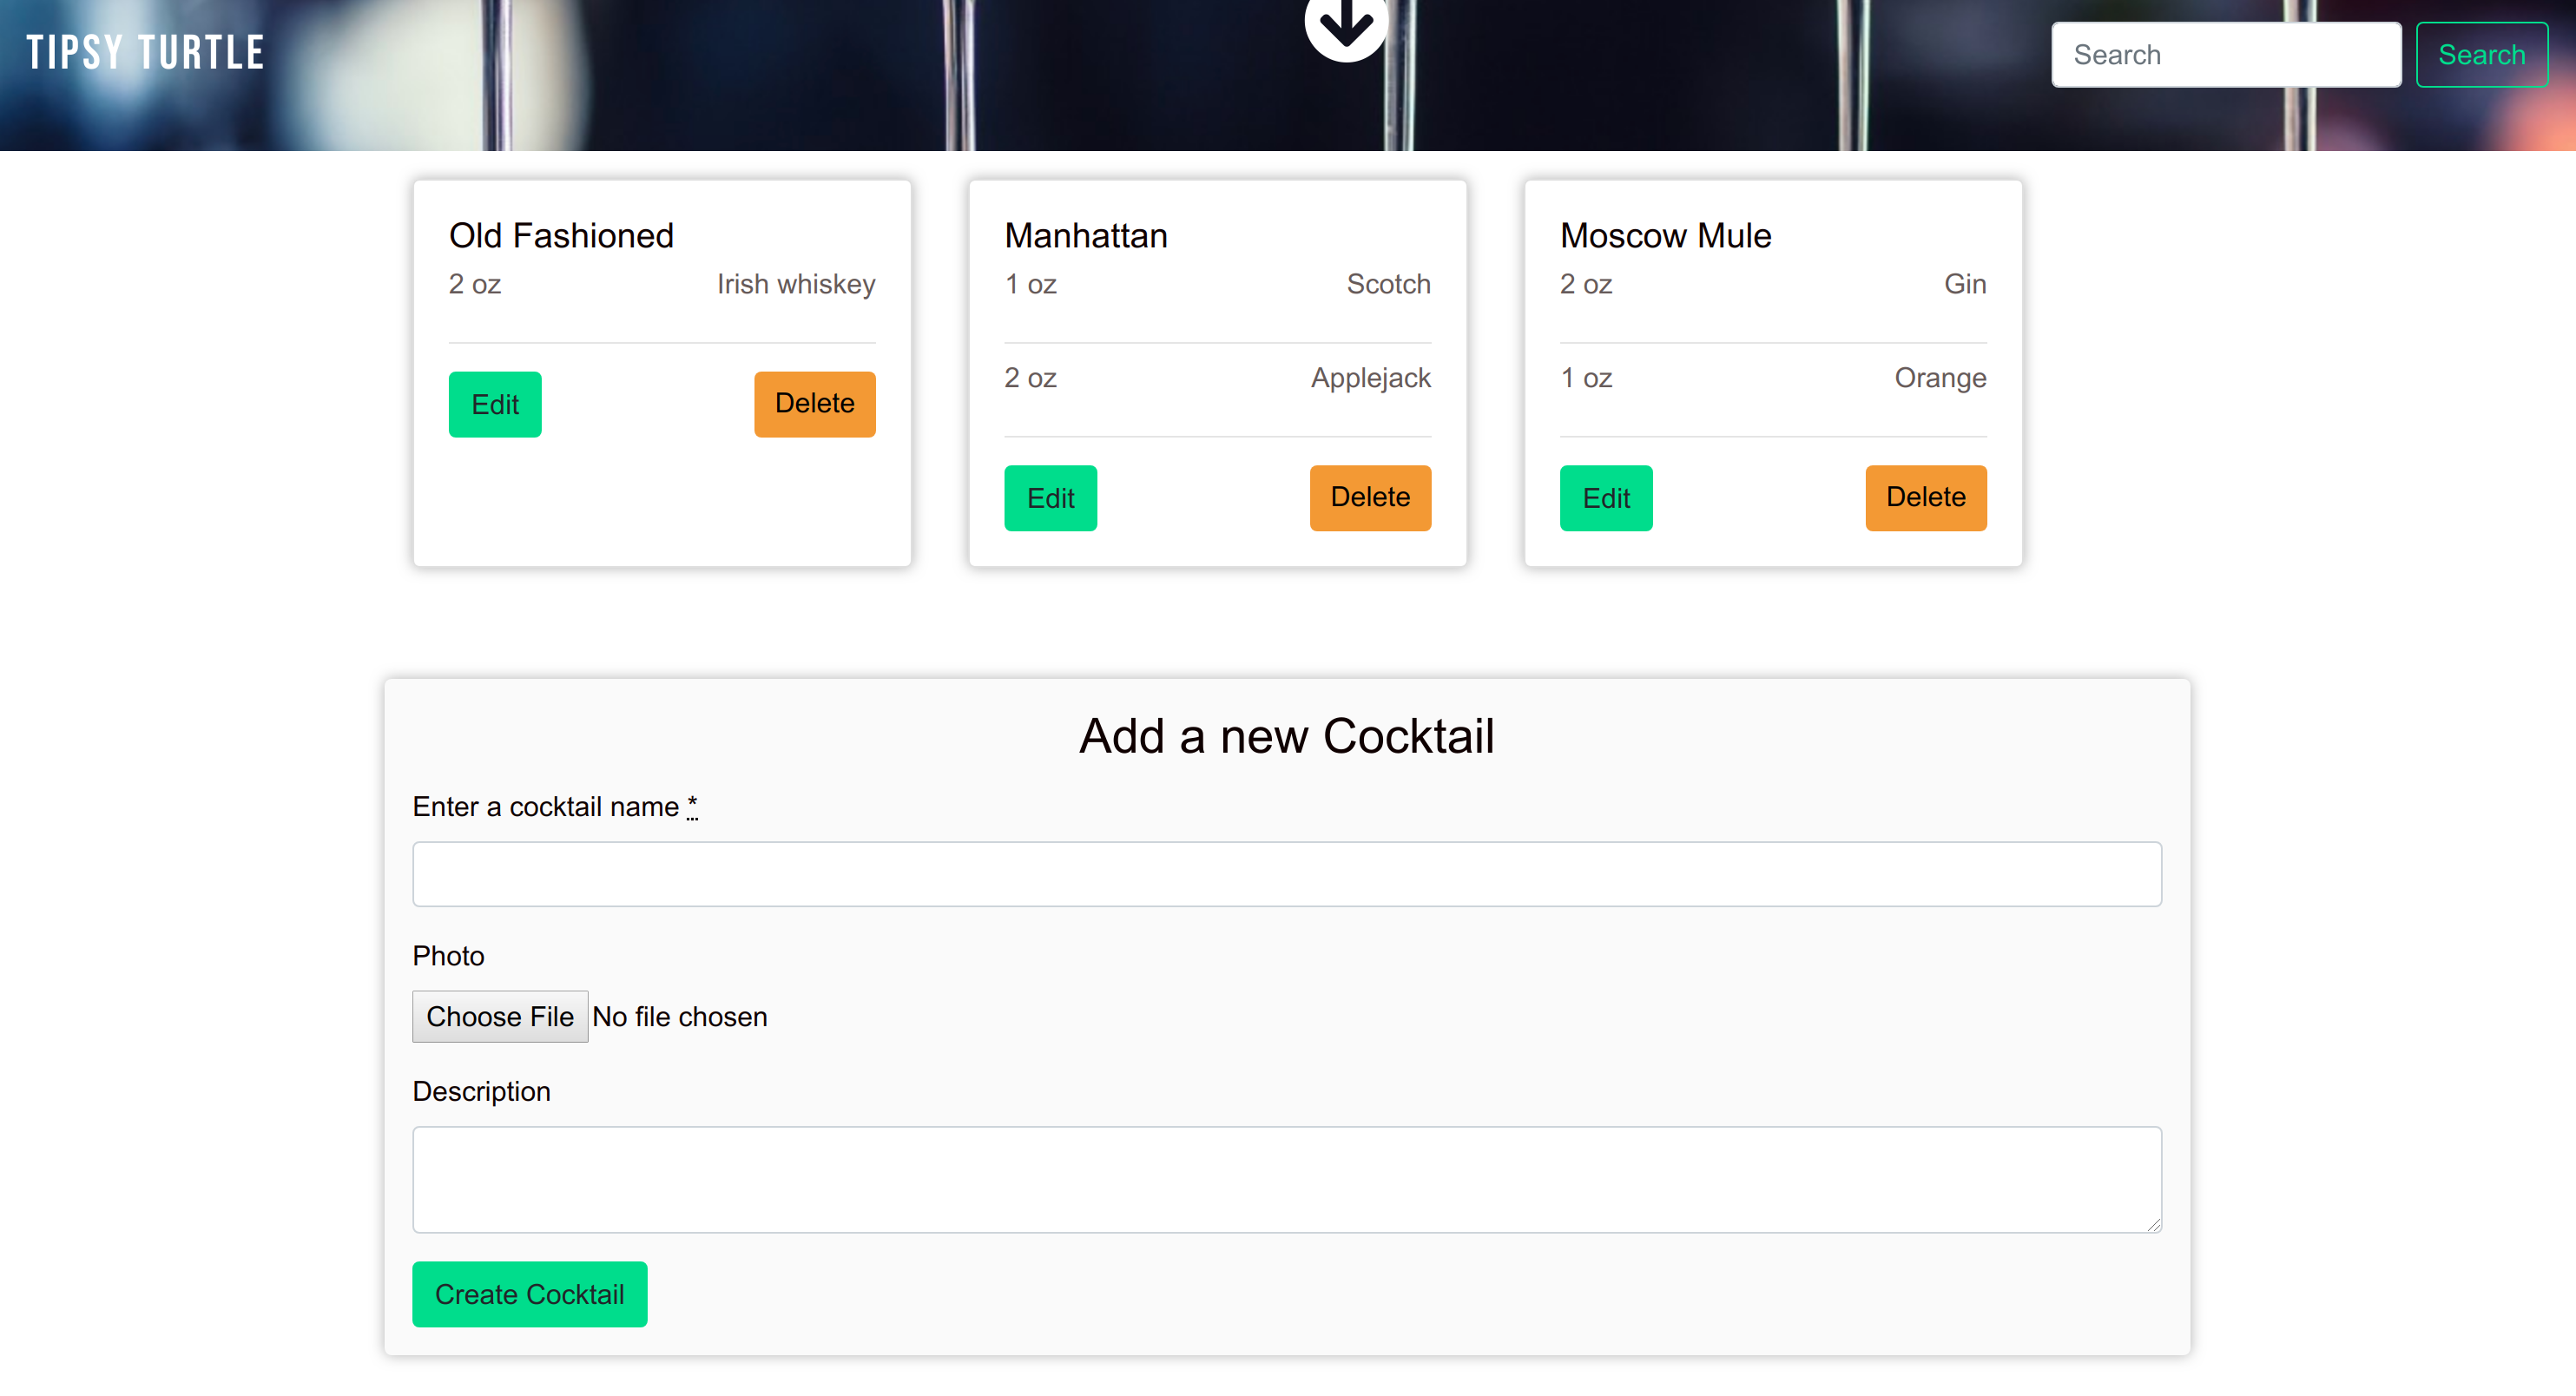 TIPSY TURTLE
Search
Search
Old Fashioned
2 oz Irish whiskey
Edit Delete
Manhattan
1 oz Scotch
2 oz Applejack
Edit Delete
Moscow Mule
2 oz Gin
1 oz Orange
Edit Delete
Add a new Cocktail
Enter a cocktail name *
Photo
Choose File No file chosen
Description
Create Cocktail